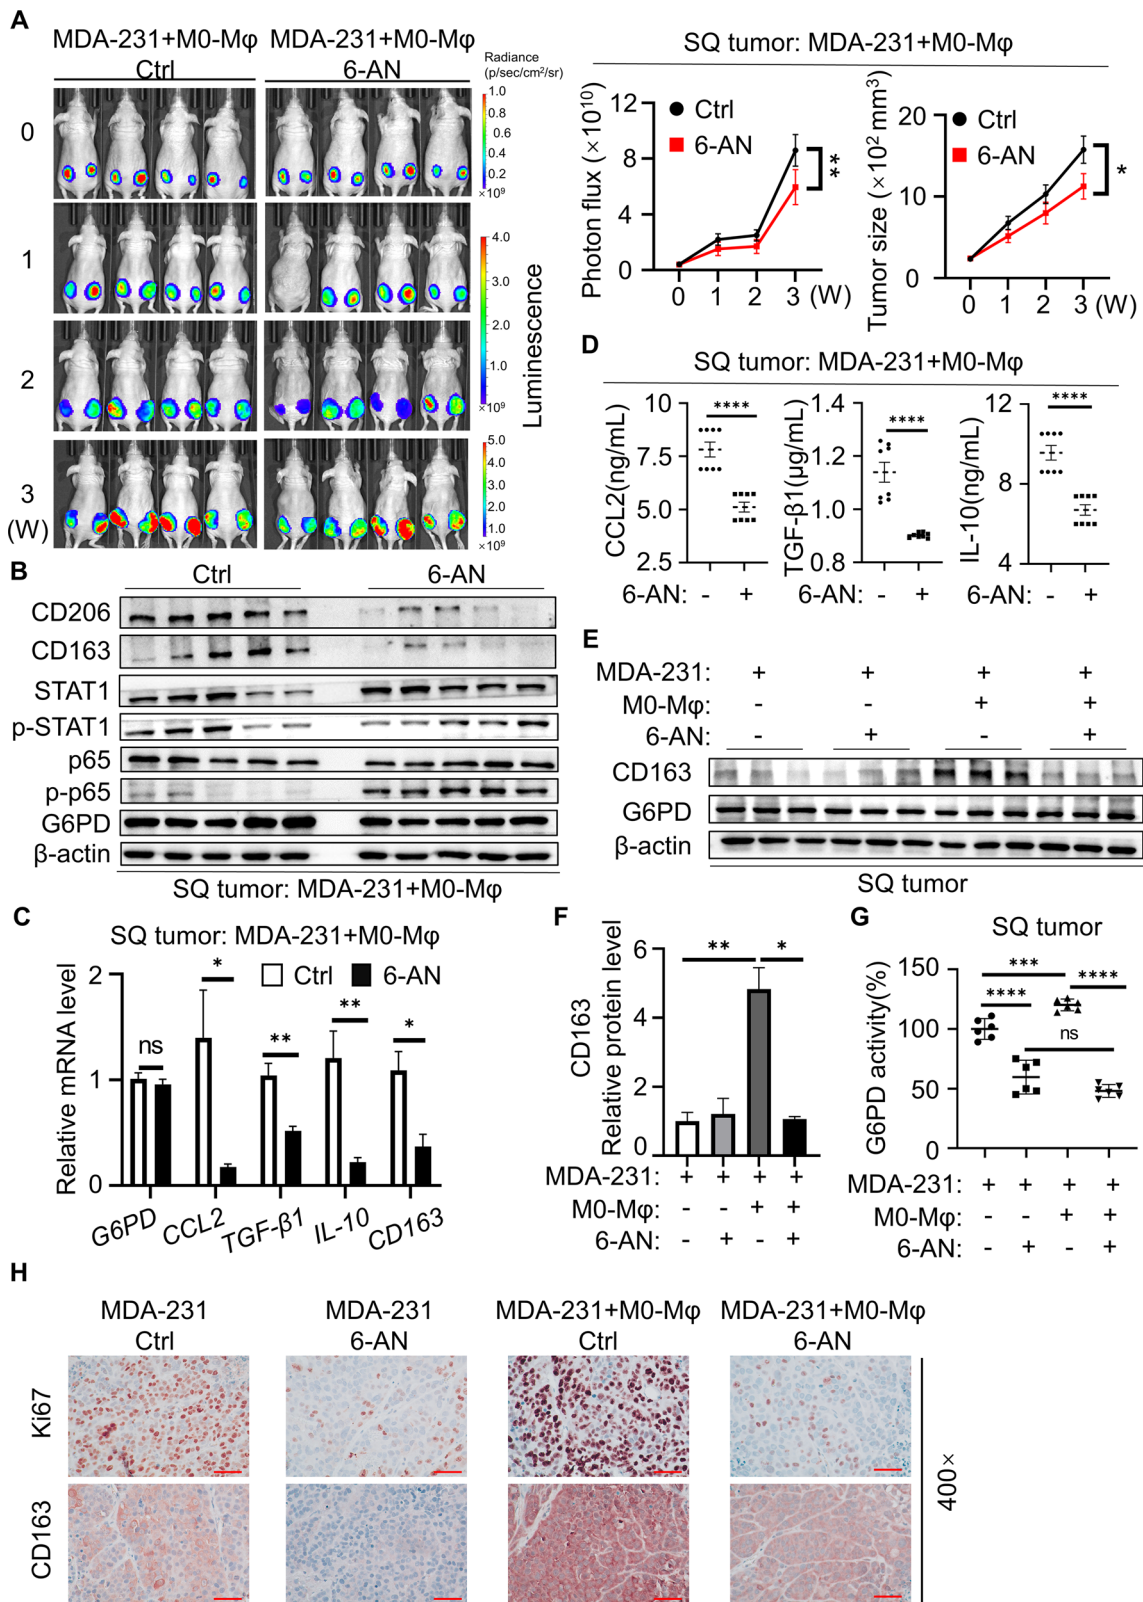 A
MDA-231+M0-Mφ
Ctrl
MDA-231+M0-Mφ
6-AN
Radiance
(p/sec/cm²/sr)
0
1.0
0.8
0.6
0.4
0.2
×10⁹
1
4.0
3.0
2.0
1.0
×10⁹
2
3
(W)
5.0
4.0
3.0
2.0
1.0
×10⁹
Luminescence
SQ tumor: MDA-231+M0-Mφ
Photon flux (×10¹⁰)
12
8
4
0
Ctrl
6-AN
**
0 1 2 3 (W)
Tumor size (×10² mm³)
20
10
0
Ctrl
6-AN
*
0 1 2 3 (W)
B
Ctrl
6-AN
CD206
CD163
STAT1
p-STAT1
p65
p-p65
G6PD
β-actin
SQ tumor: MDA-231+M0-Mφ
D
SQ tumor: MDA-231+M0-Mφ
CCL2(ng/mL)
10
7.5
5.0
2.5
****
6-AN: - +
TGF-β1(μg/mL)
1.4
1.2
1.0
0.8
****
6-AN: - +
IL-10(ng/mL)
12
8
4
****
6-AN: - +
E
MDA-231: + + + +
M0-Mφ: - - + +
6-AN: - + - +
CD163
G6PD
β-actin
SQ tumor
C
SQ tumor: MDA-231+M0-Mφ
Relative mRNA level
2
1
0
Ctrl
6-AN
ns
*
**
**
*
G6PD
CCL2
TGF-β1
IL-10
CD163
F
CD163
Relative protein level
6
4
2
0
**
*
MDA-231: + + + +
M0-Mφ: - - + +
6-AN: - + - +
G
SQ tumor
G6PD activity(%)
150
100
50
0
***
****
****
ns
MDA-231: + + + +
M0-Mφ: - - + +
6-AN: - + - +
H
MDA-231
Ctrl
MDA-231
6-AN
MDA-231+M0-Mφ
Ctrl
MDA-231+M0-Mφ
6-AN
Ki67
CD163
400×